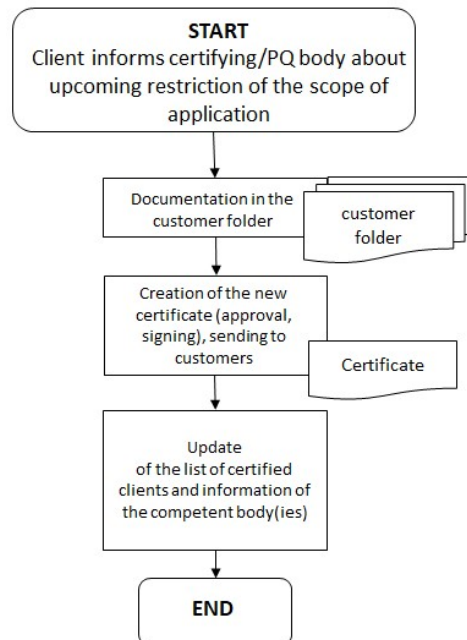 START
Client informs certifying/PQ body about
upcoming restriction of the scope of
application
Documentation in the
customer folder
customer
folder
Creation of the new
certificate (approval,
signing), sending to
customers
Certificate
Update
of the list of certified
clients and information of
the competent body(ies)
END